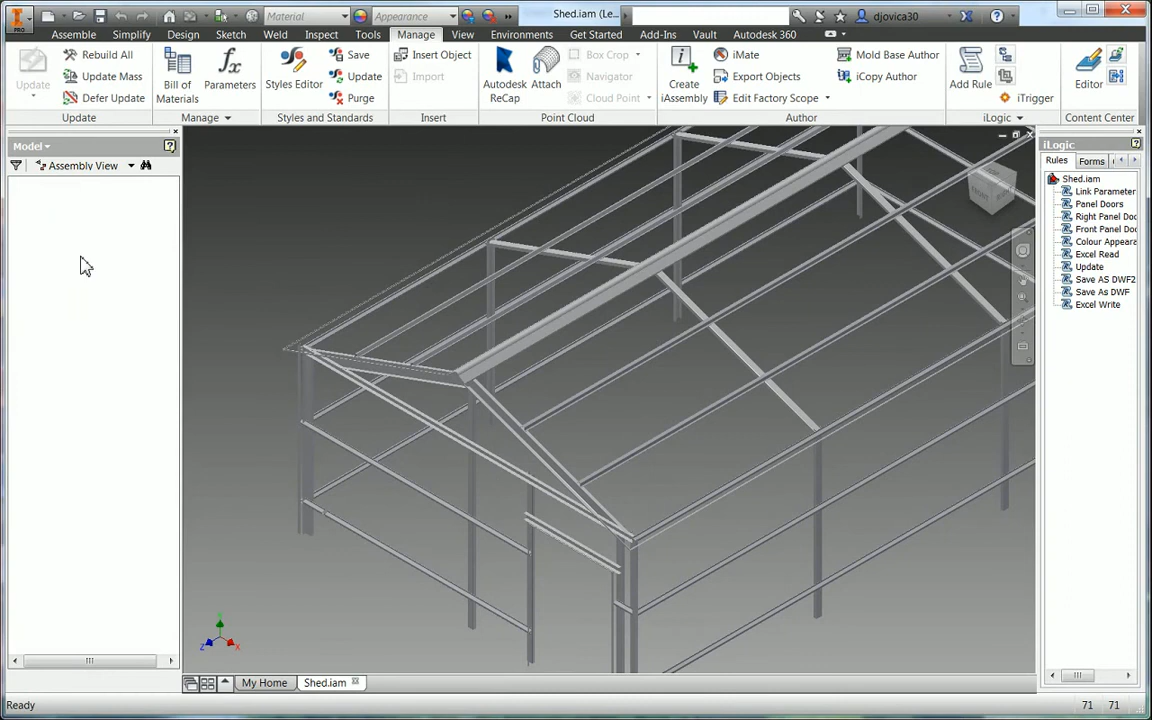 Material
Appearance
Shed.iam (Le
djovica30
PRO
Assemble
Simplify
Design
Sketch
Weld
Inspect
Tools
Manage
View
Environments
Get Started
Add-Ins
Vault
Autodesk 360
Update
Rebuild All
Update Mass
Defer Update
Update
Bill of
Materials
Parameters
Manage
Styles Editor
Save
Update
Purge
Styles and Standards
Insert Object
Import
Insert
Autodesk
ReCap
Attach
Box Crop
Navigator
Cloud Point
Point Cloud
Create
iAssembly
iMate
Export Objects
Edit Factory Scope
Mold Base Author
iCopy Author
Author
Add Rule
iTrigger
iLogic
Editor
Content Center
Model
Assembly View
iLogic
Rules
Forms
Shed.iam
Link Parameter
Panel Doors
Right Panel Doo
Front Panel Do
Colour Appeara
Excel Read
Update
Save AS DWF2
Save As DWF
Excel Write
My Home
Shed.iam
Ready
71
71